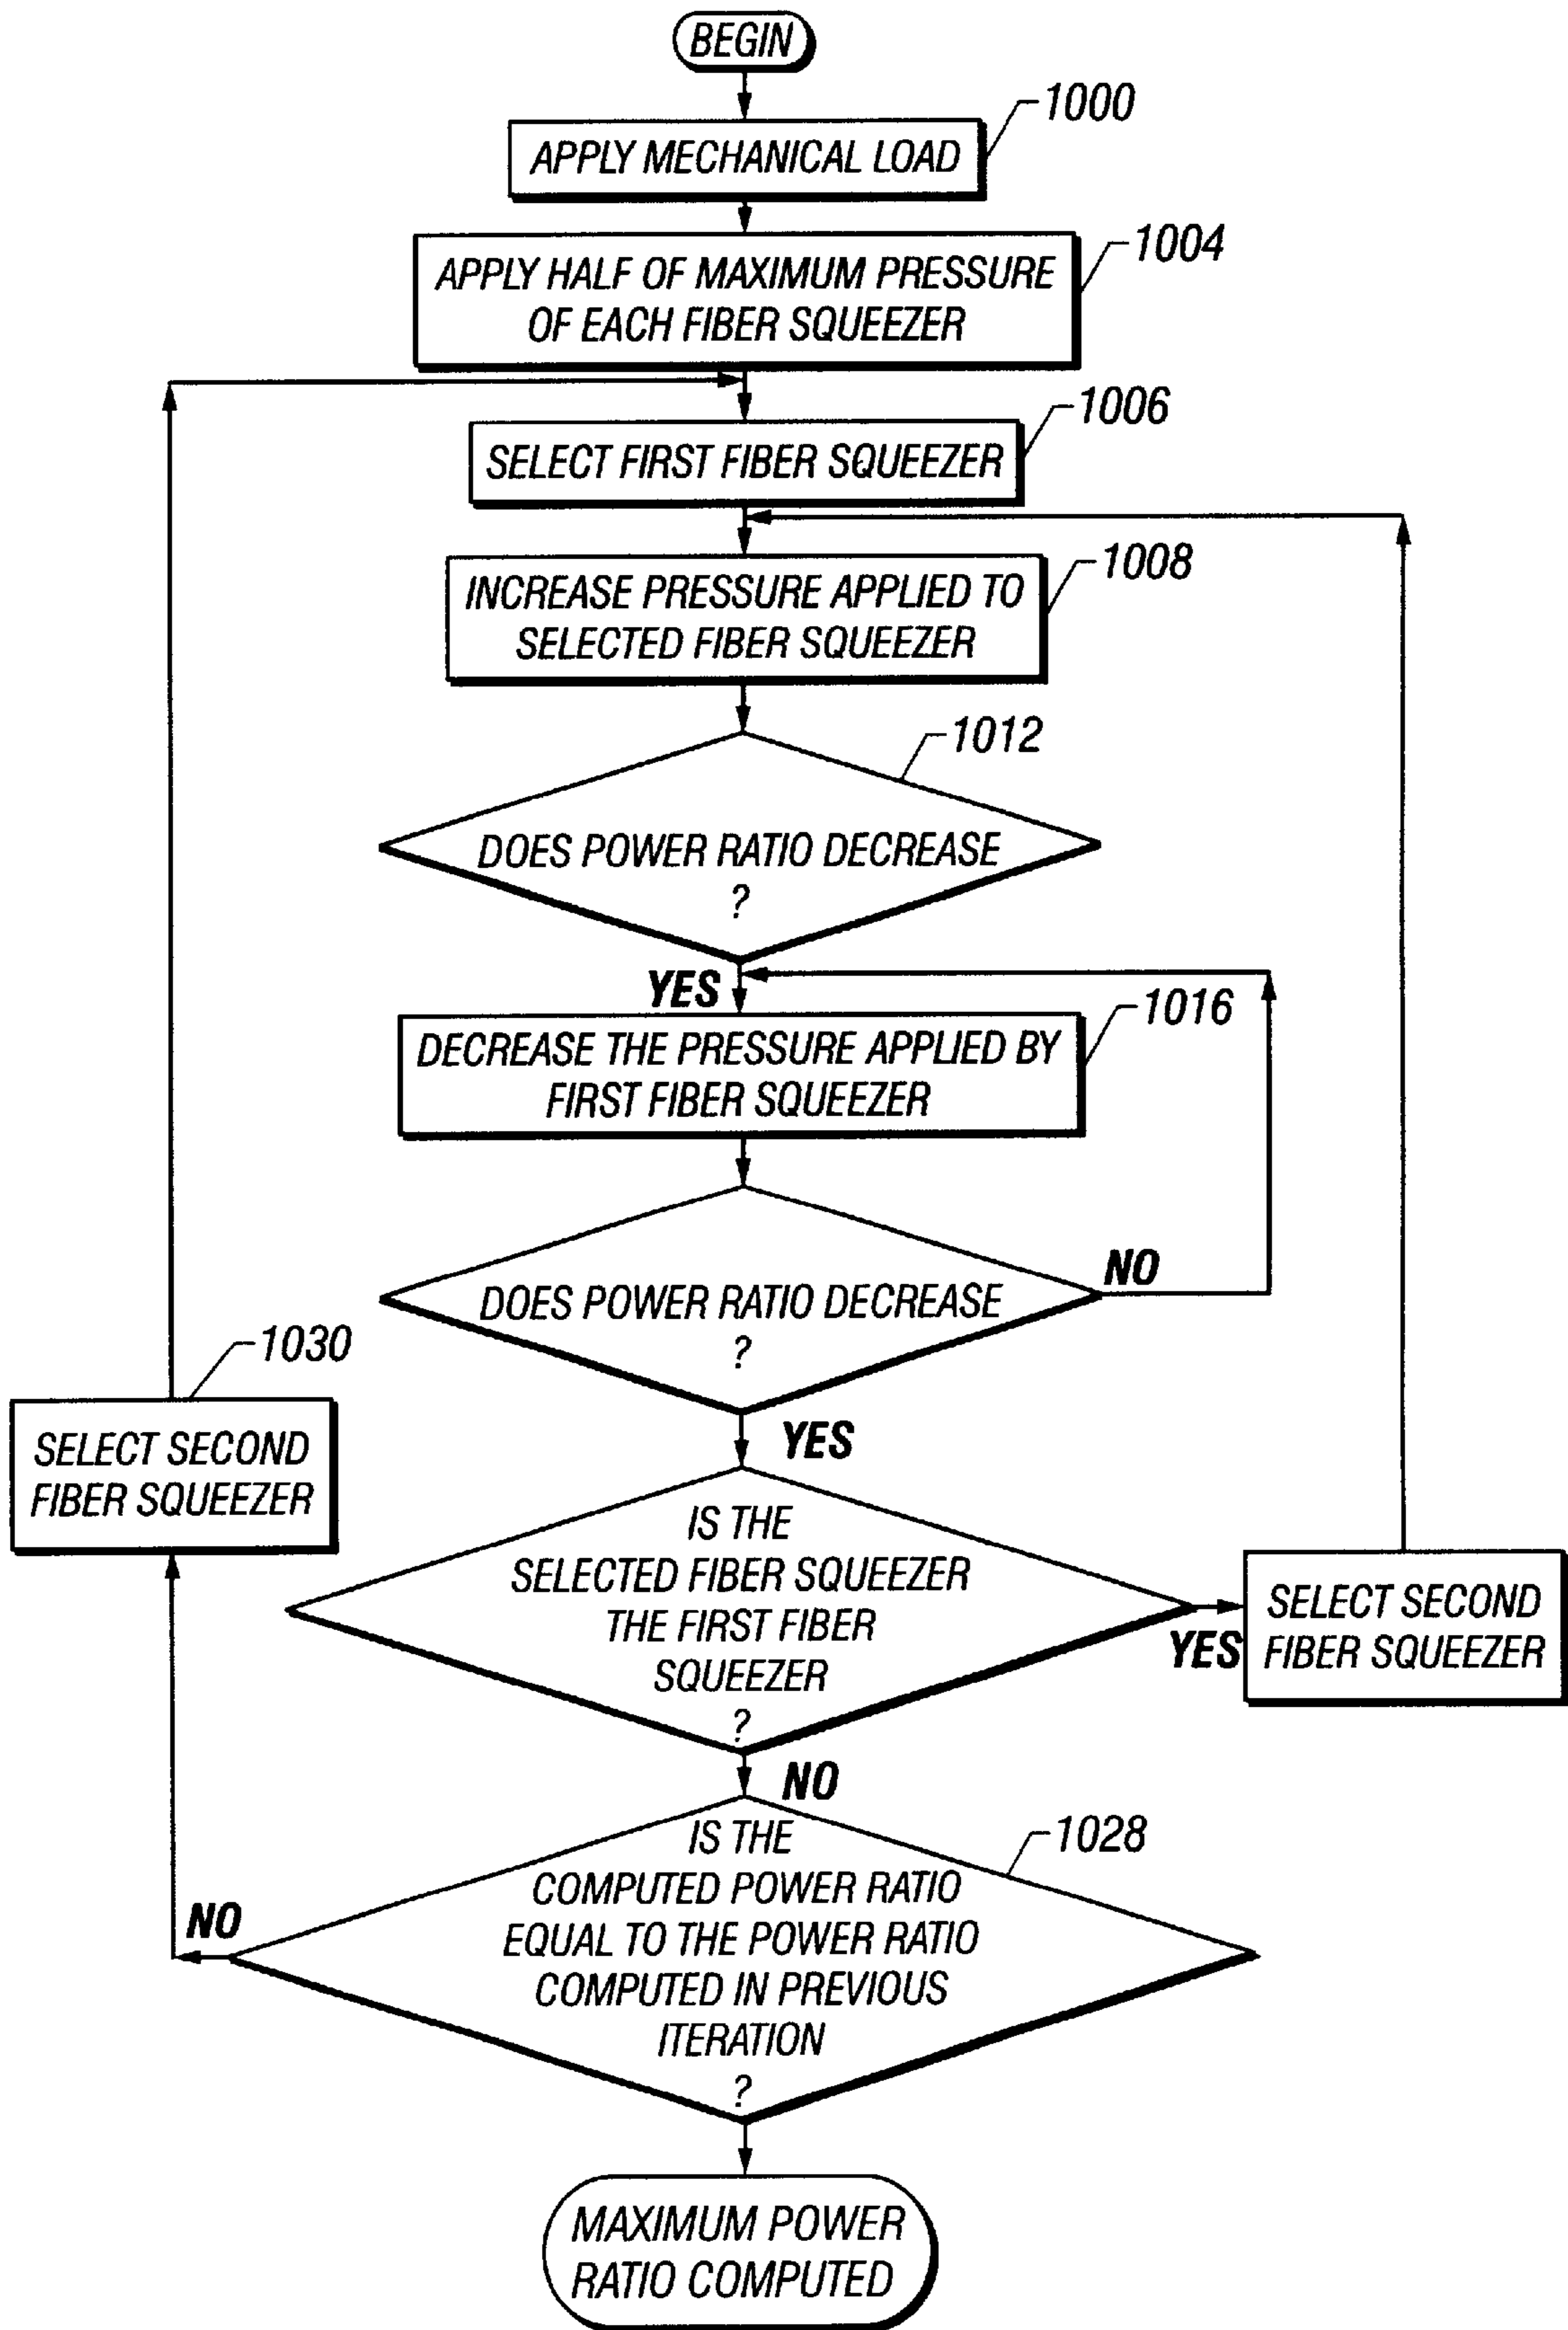 BEGIN
1000
APPLY MECHANICAL LOAD
1004
APPLY HALF OF MAXIMUM PRESSURE
OF EACH FIBER SQUEEZER
1006
SELECT FIRST FIBER SQUEEZER
1008
INCREASE PRESSURE APPLIED TO
SELECTED FIBER SQUEEZER
1012
DOES POWER RATIO DECREASE
?
YES
1016
DECREASE THE PRESSURE APPLIED BY
FIRST FIBER SQUEEZER
DOES POWER RATIO DECREASE
?
NO
1030
SELECT SECOND
FIBER SQUEEZER
YES
IS THE
SELECTED FIBER SQUEEZER
THE FIRST FIBER
SQUEEZER
?
YES
SELECT SECOND
FIBER SQUEEZER
NO
1028
IS THE
COMPUTED POWER RATIO
EQUAL TO THE POWER RATIO
COMPUTED IN PREVIOUS
ITERATION
?
NO
MAXIMUM POWER
RATIO COMPUTED